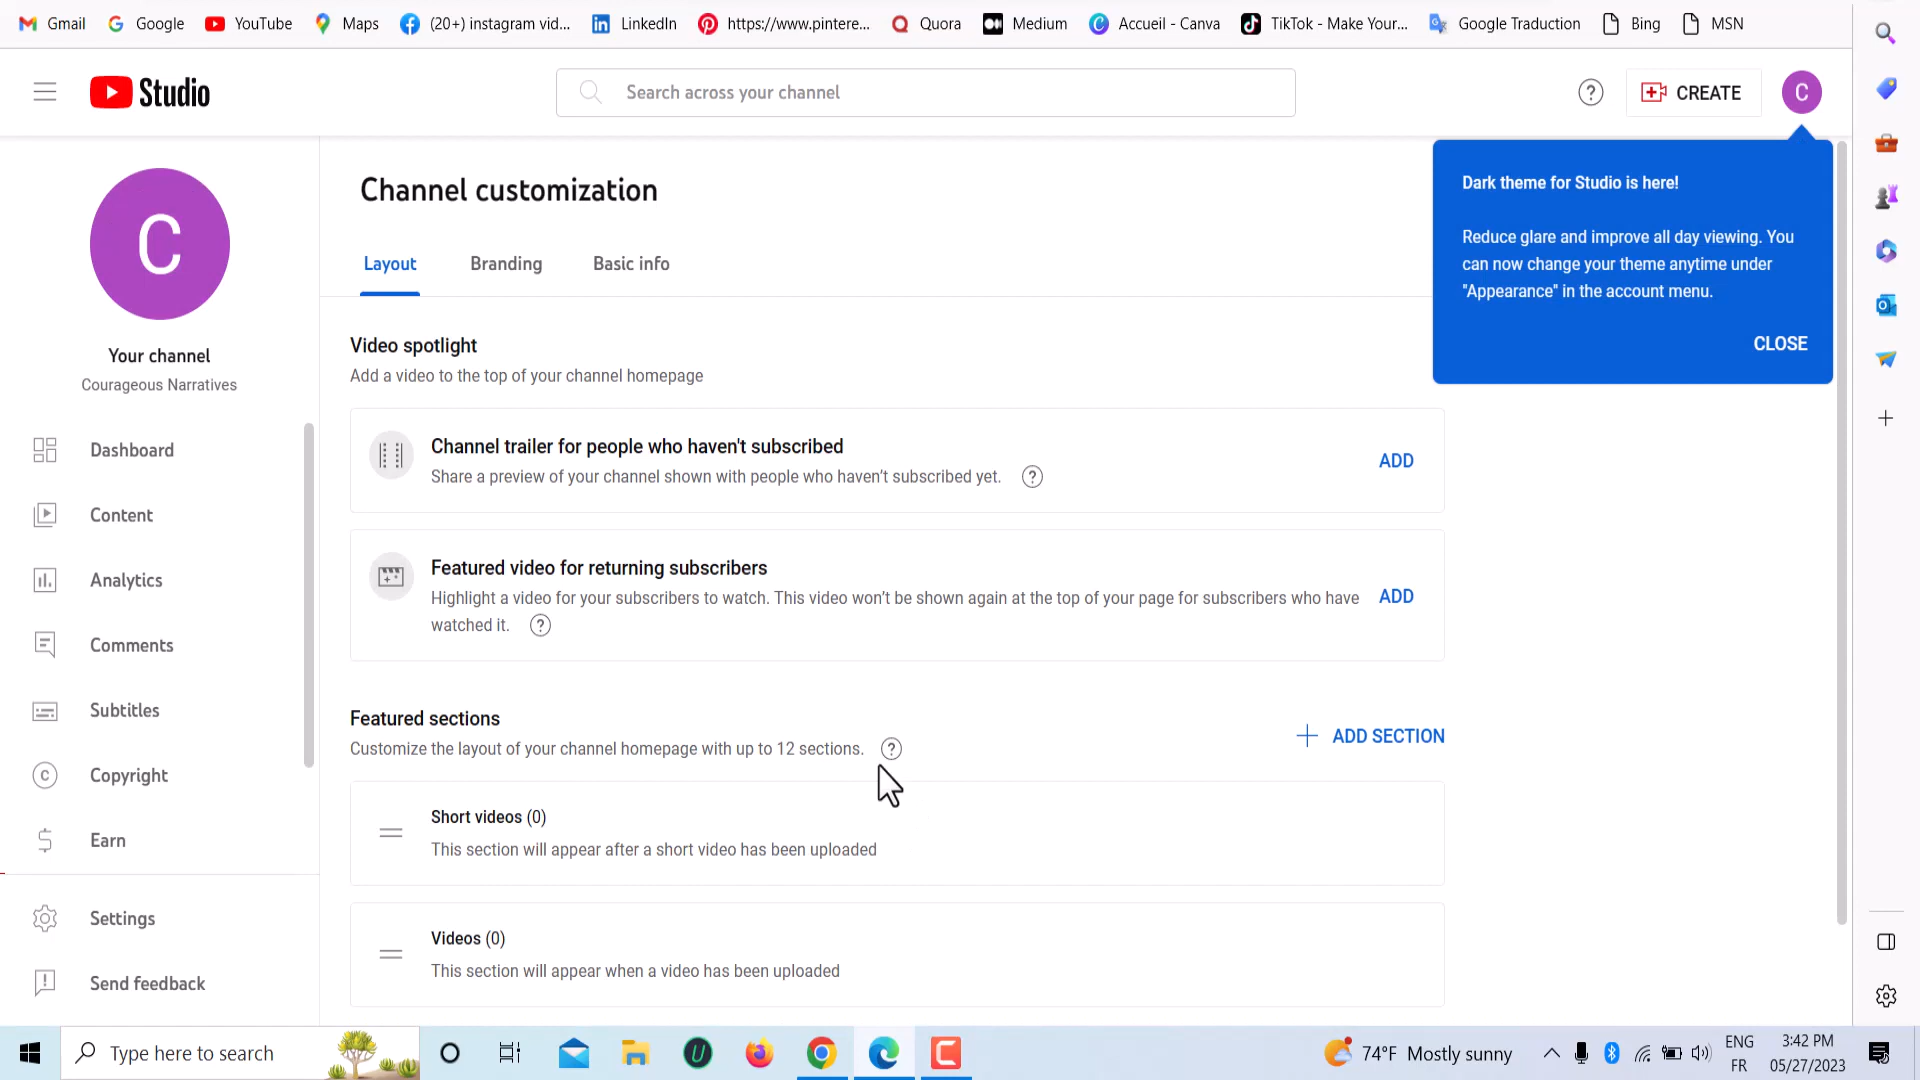 Gmail Google YouTube Maps (20+) instagram vid... LinkedIn https://www.pintere... Quora Medium Accueil - Canva TikTok - Make Your... Google Traduction Bing MSN
Studio
Search across your channel
CREATE
C
C
Your channel
Courageous Narratives
Dashboard
Content
Analytics
Comments
Subtitles
Copyright
Earn
Settings
Send feedback
Channel customization
Layout Branding Basic info
Video spotlight
Add a video to the top of your channel homepage
Channel trailer for people who haven't subscribed
Share a preview of your channel shown with people who haven't subscribed yet.
ADD
Featured video for returning subscribers
Highlight a video for your subscribers to watch. This video won't be shown again at the top of your page for subscribers who have
watched it.
ADD
Featured sections
Customize the layout of your channel homepage with up to 12 sections.
ADD SECTION
Short videos (0)
This section will appear after a short video has been uploaded
Videos (0)
This section will appear when a video has been uploaded
Dark theme for Studio is here!
Reduce glare and improve all day viewing. You
can now change your theme anytime under
"Appearance" in the account menu.
CLOSE
Type here to search
74°F Mostly sunny
ENG
FR
3:42 PM
05/27/2023